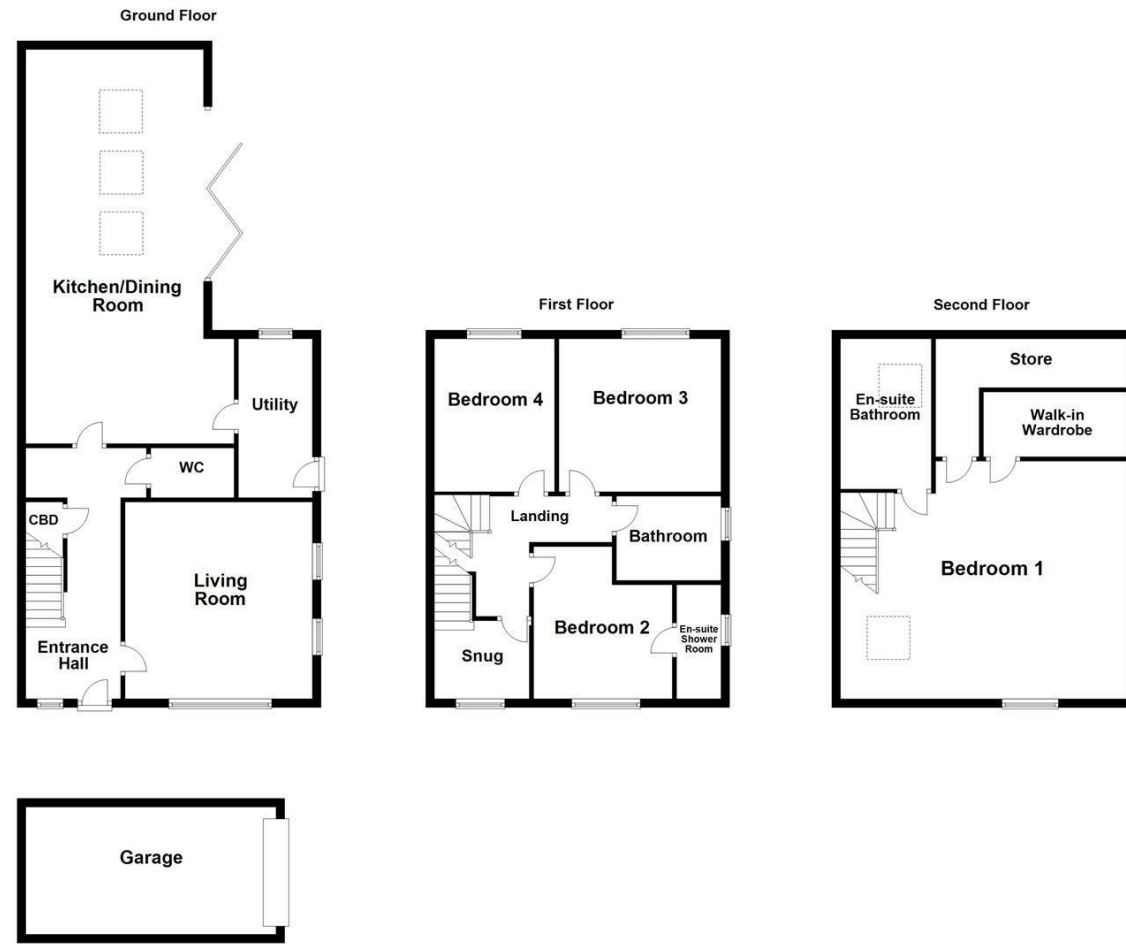 Ground Floor
Kitchen/Dining
Room
Utility
WC
CBD
Living
Room
Entrance
Hall
First Floor
Bedroom 4
Bedroom 3
Landing
Bathroom
Bedroom 2
En-suite
Shower
Room
Snug
Second Floor
Store
En-suite
Bathroom
Walk-in
Wardrobe
Bedroom 1
Garage